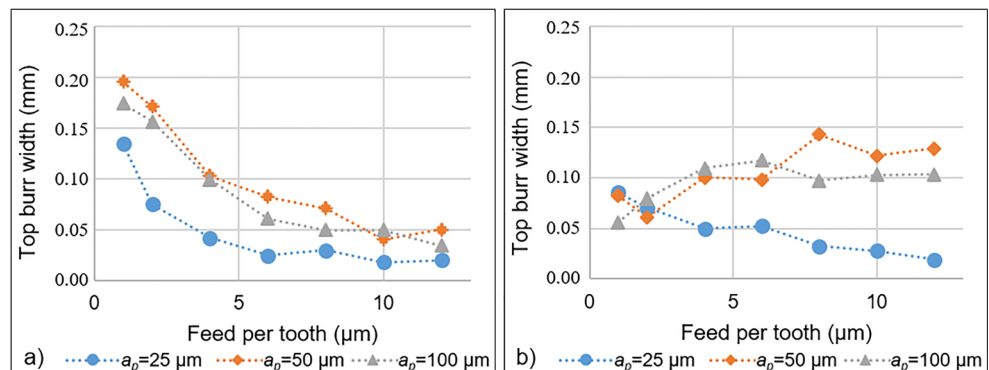 Top burr width (mm)
0.25
0.20
0.15
0.10
0.05
0.00
0
5
10
Feed per tooth (µm)
a)
aₚ=25 µm
aₚ=50 µm
aₚ=100 µm
Top burr width (mm)
0.25
0.20
0.15
0.10
0.05
0.00
0
5
10
Feed per tooth (µm)
b)
aₚ=25 µm
aₚ=50 µm
aₚ=100 µm